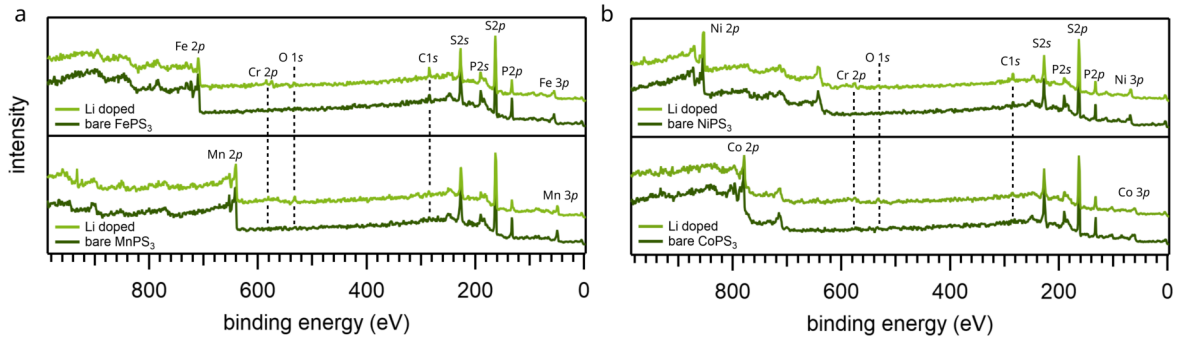 a
intensity
Fe 2p
Cr 2p
O 1s
C1s
S2s
S2p
P2s
P2p
Fe 3p
Li doped
bare FePS₃
Mn 2p
Mn 3p
Li doped
bare MnPS₃
800 600 400 200 0
binding energy (eV)
b
Ni 2p
Cr 2p
O 1s
C1s
S2s
S2p
P2s
P2p
Ni 3p
Li doped
bare NiPS₃
Co 2p
Co 3p
Li doped
bare CoPS₃
800 600 400 200 0
binding energy (eV)